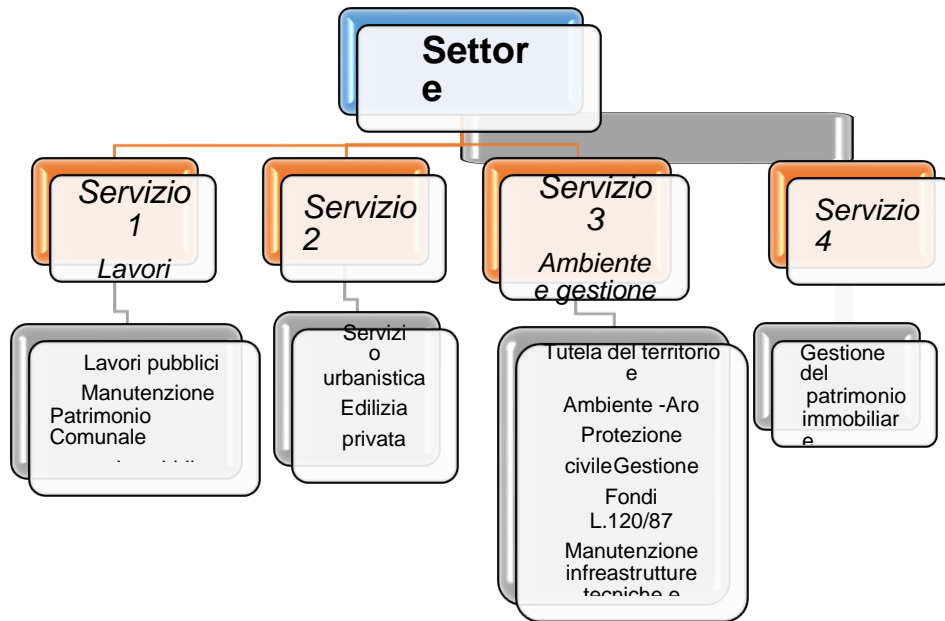 Settor
e
Servizio
1
Lavori
Servizio
2
Servizio
3
Ambiente
e gestione
Servizio
4
Lavori pubblici
Manutenzione
Patrimonio
Comunale
Servizi
o
urbanistica
Edilizia
privata
Tutela del territorio
e
Ambiente -Aro
Protezione
civileGestione
Fondi
L.120/87
Manutenzione
infreastrutture
tecniche e
Gestione
del
patrimonio
immobiliar
e